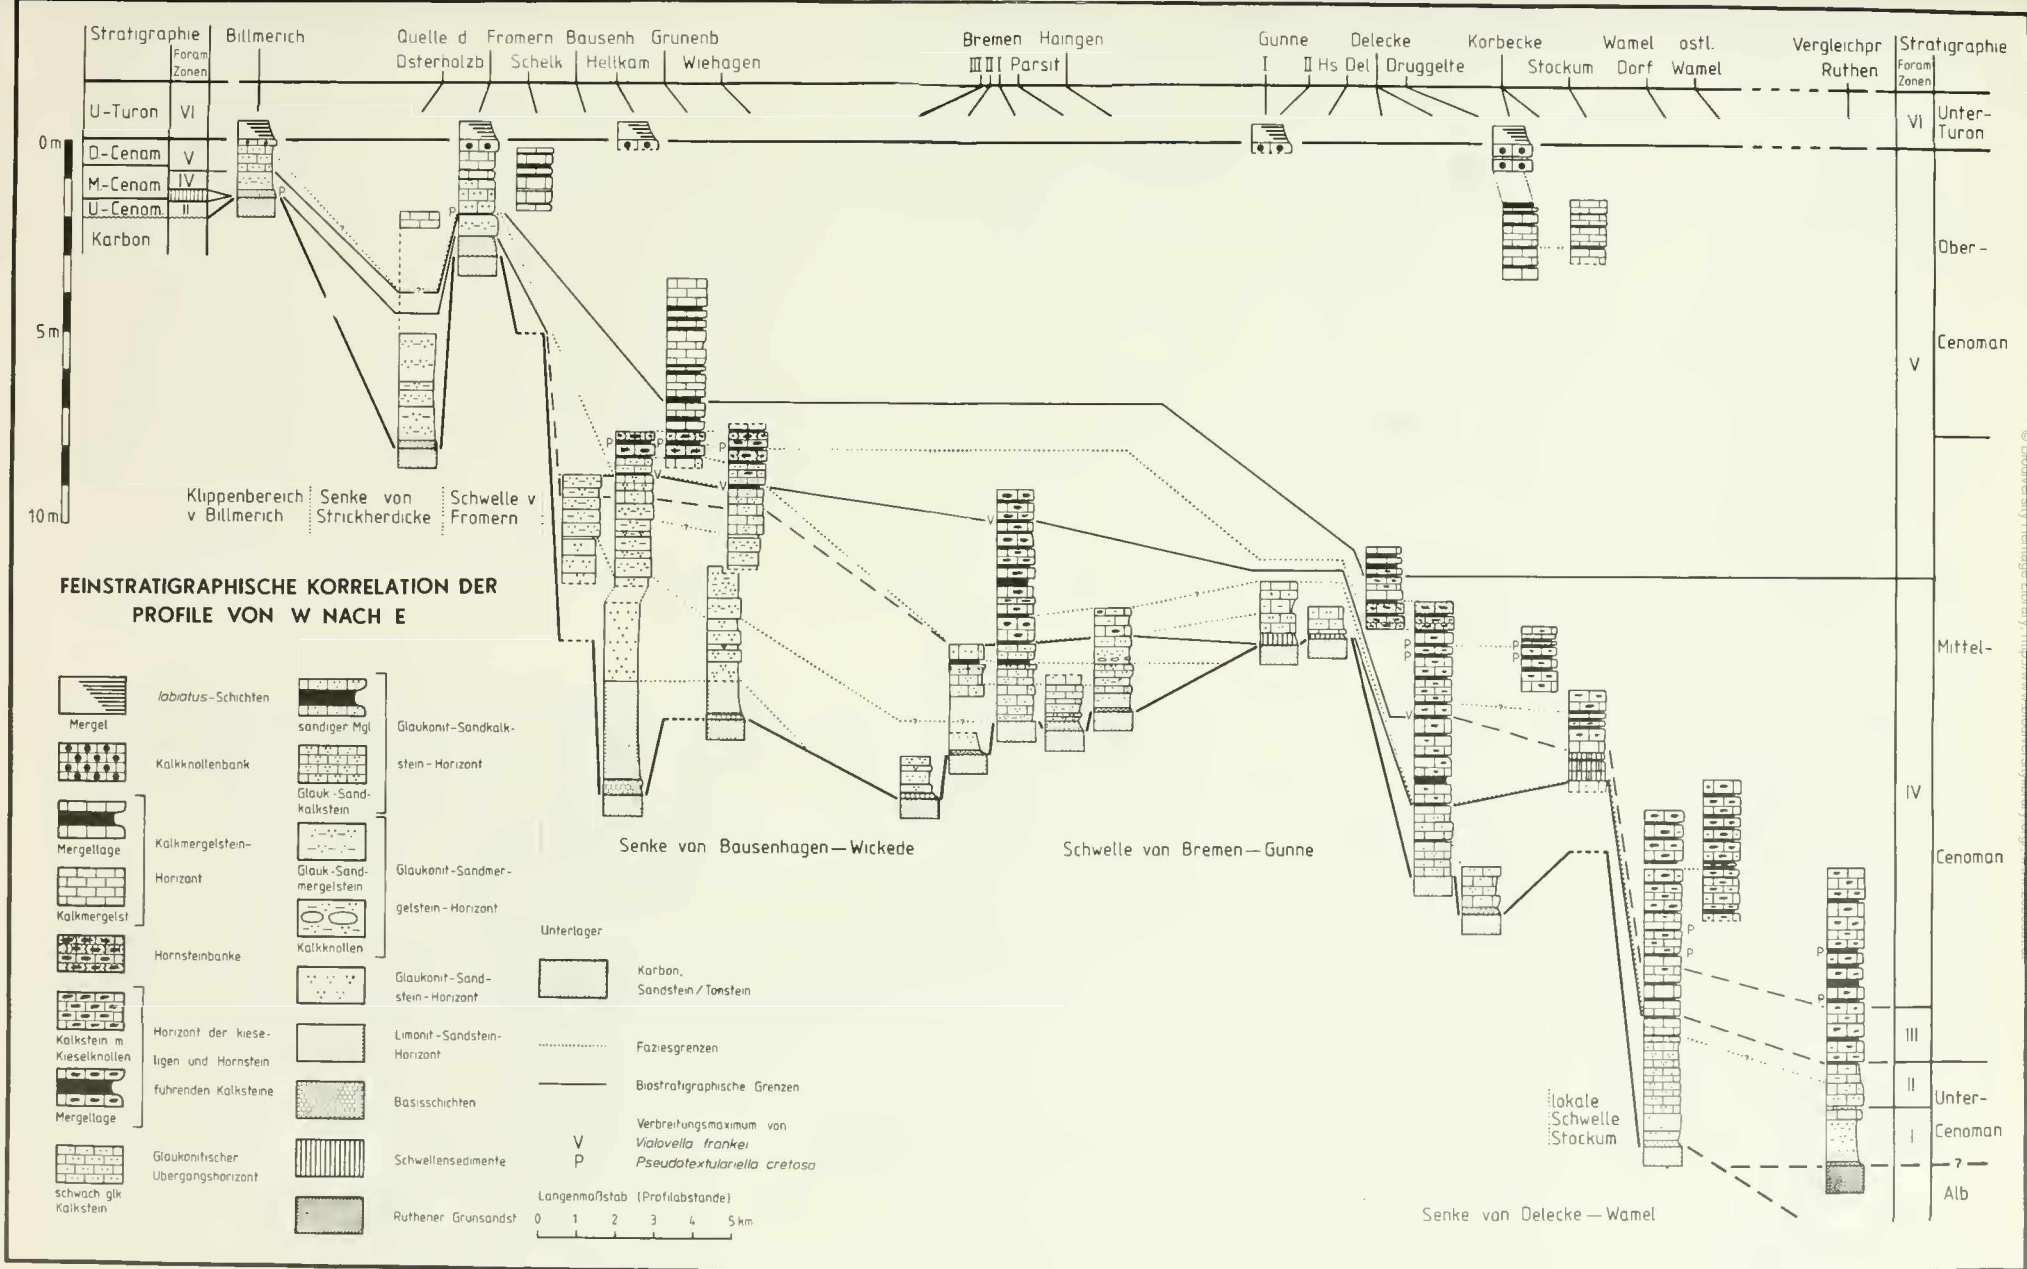 Stratigraphie
Foram
Zonen
Billmerich
Quelle d
Osterholzb
Fromern
Schelk
Bausenh
Hellkam
Grunenb
Wiehagen
Bremen
III II I
Parsit
Haingen
Gunne
I
II
Hs Del
Delecke
Druggelte
Korbecke
Stockum
Wamel
Dorf
ostl.
Wamel
Vergleichpr
Ruthen
Stratigraphie
Foram
Zonen
U-Turon
VI
O.-Cenom
V
M.-Cenom
IV
U-Cenom.
II
Karbon
0m
5m
10m
VI
Unter-
Turon
Ober-
Cenoman
V
Mittel-
IV
Cenoman
III
II
Unter-
I
Cenoman
?
Alb
Klippenbereich
v Billmerich
Senke von
Strickherdicke
Schwelle v
Fromern
Senke von Bausenhagen—Wickede
Schwelle von Bremen—Gunne
lokale
Schwelle
Stockum
Senke von Delecke—Wamel
FEINSTRATIGRAPHISCHE KORRELATION DER
PROFILE VON W NACH E
Mergel
labiatus-Schichten
Kalkknollenbank
Mergellage
Kalkmergelstein-
Horizont
Kalkmergelst
Hornsteinbanke
Kalkstein m
Kieselknollen
Horizont der kiese-
ligen und Hornstein
fuhrenden Kalksteine
Mergellage
Glaukonitischer
Ubergangshorizont
schwach glk
Kalkstein
sandiger Mgl
Glaukonit-Sandkalk-
stein-Horizont
Glauk-Sand-
kalkstein
Glauk-Sand-
mergelstein
Glaukonit-Sandmer-
gelstein-Horizont
Kalkknollen
Glaukonit-Sand-
stein-Horizont
Limonit-Sandstein-
Horizont
Basisschichten
Schwellensedimente
Ruthener Grunsandst
Unterlager
Karbon,
Sandstein/Tonstein
Faziesgrenzen
Biostratigraphische Grenzen
Verbreitungsmaximum von
V Vialovella frankei
P Pseudotextulariella cretosa
Langenmaßstab (Profilabstande)
0 1 2 3 4 5 km